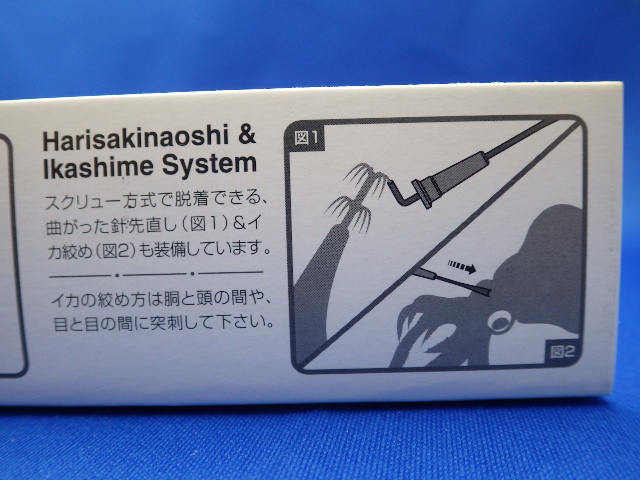 Harisakinaoshi &
Ikashime System
スクリュー方式で脱着できる、
曲がった針先直し(図1)&イ
カ絞め(図2)も装備しています。
イカの絞め方は胴と頭の間や、
目と目の間に突刺して下さい。
図1
図2